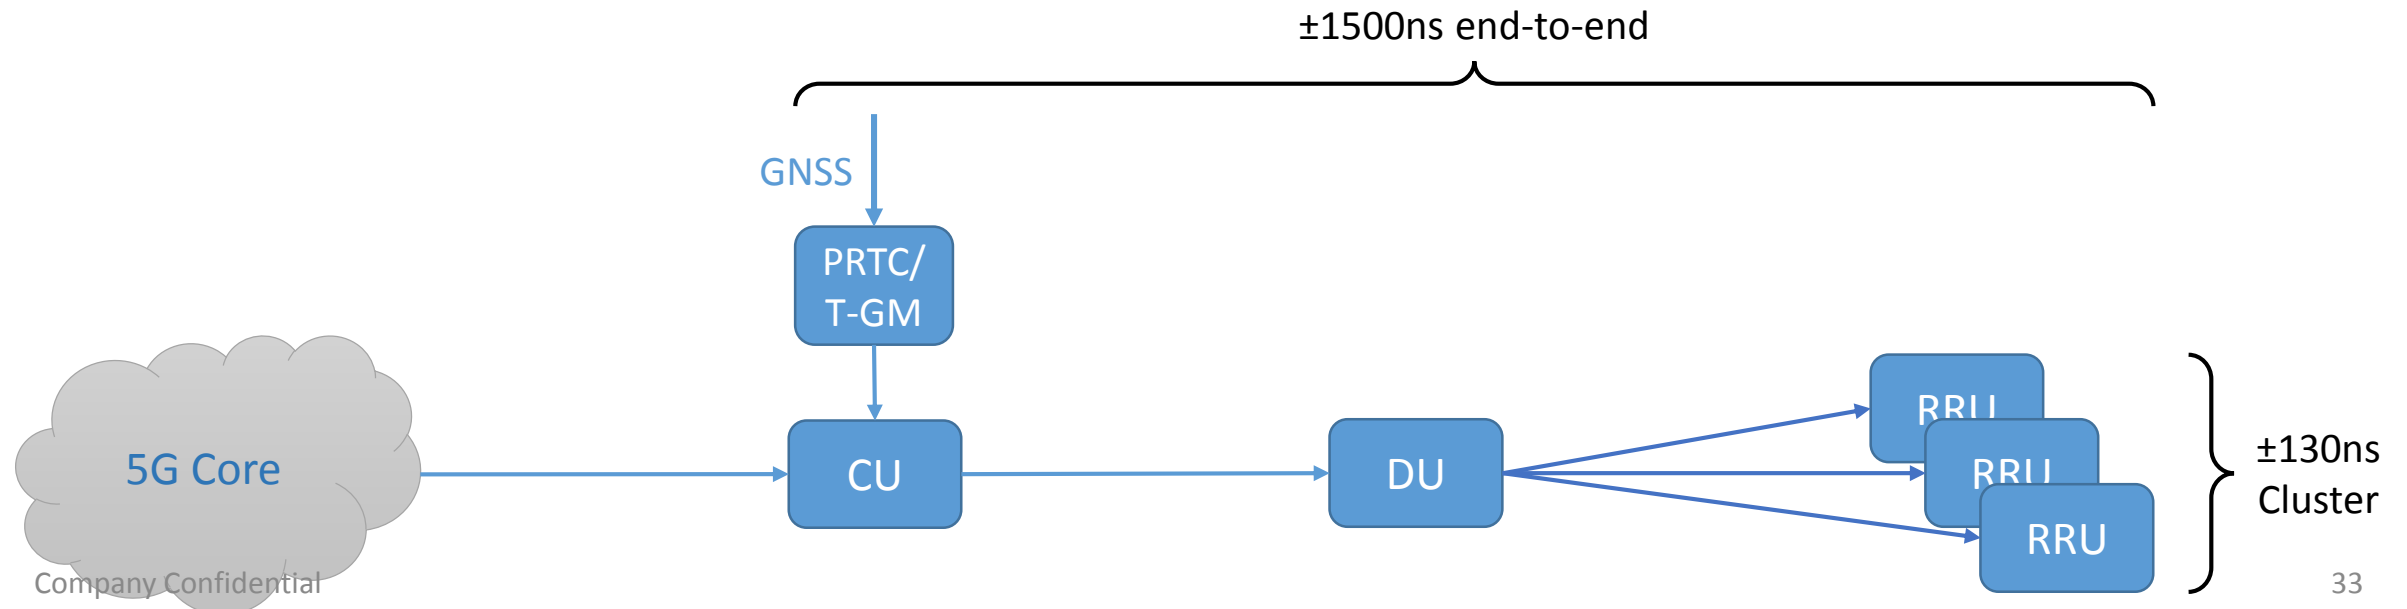 ±1500ns end-to-end
GNSS
PRTC/
T-GM
5G Core
CU
DU
RRU
RRU
RRU
±130ns
Cluster
Company Confidential
33